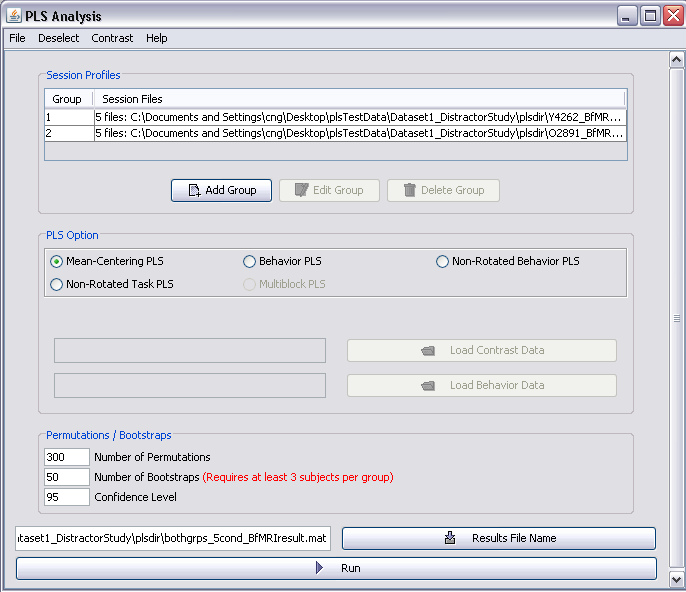 PLS Analysis
File Deselect Contrast Help
Session Profiles
Group Session Files
1 5 files: C:\Documents and Settings\cng\Desktop\plsTestData\Dataset1_DistractorStudy\plsdir\Y4262_BfMR...
2 5 files: C:\Documents and Settings\cng\Desktop\plsTestData\Dataset1_DistractorStudy\plsdir\O2891_BfMR...
Add Group Edit Group Delete Group
PLS Option
Mean-Centering PLS Behavior PLS Non-Rotated Behavior PLS
Non-Rotated Task PLS Multiblock PLS
Load Contrast Data
Load Behavior Data
Permutations / Bootstraps
300 Number of Permutations
50 Number of Bootstraps (Requires at least 3 subjects per group)
95 Confidence Level
itaset1_DistractorStudy\plsdir\bothgrps_5cond_BfMRIresult.mat Results File Name
Run